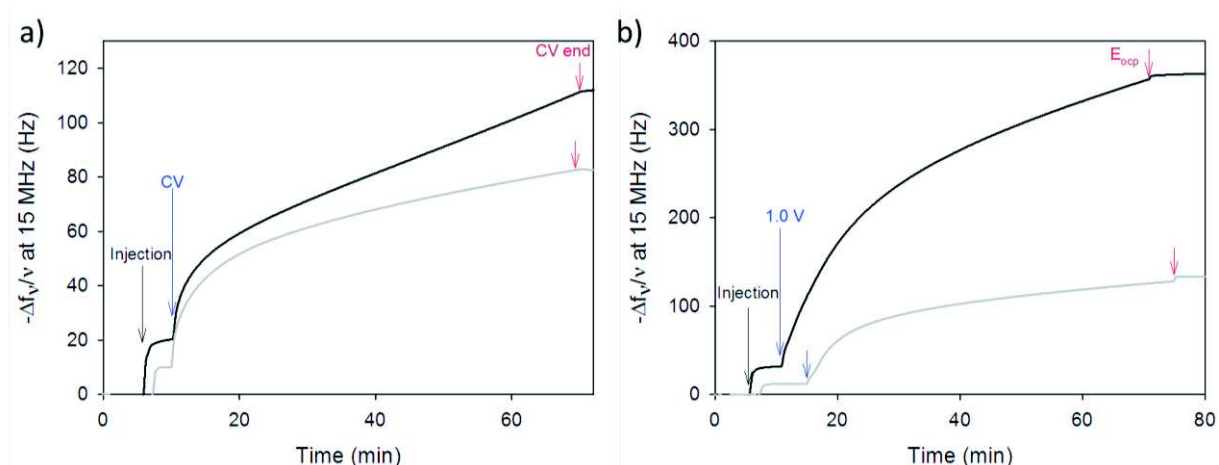 a)
-Δfᵥ/ν at 15 MHz (Hz)
120
100
80
60
40
20
0
CV end
CV
Injection
0 20 40 60
Time (min)
b)
-Δfᵥ/ν at 15 MHz (Hz)
400
300
200
100
0
Eocp
1.0 V
Injection
0 20 40 60 80
Time (min)